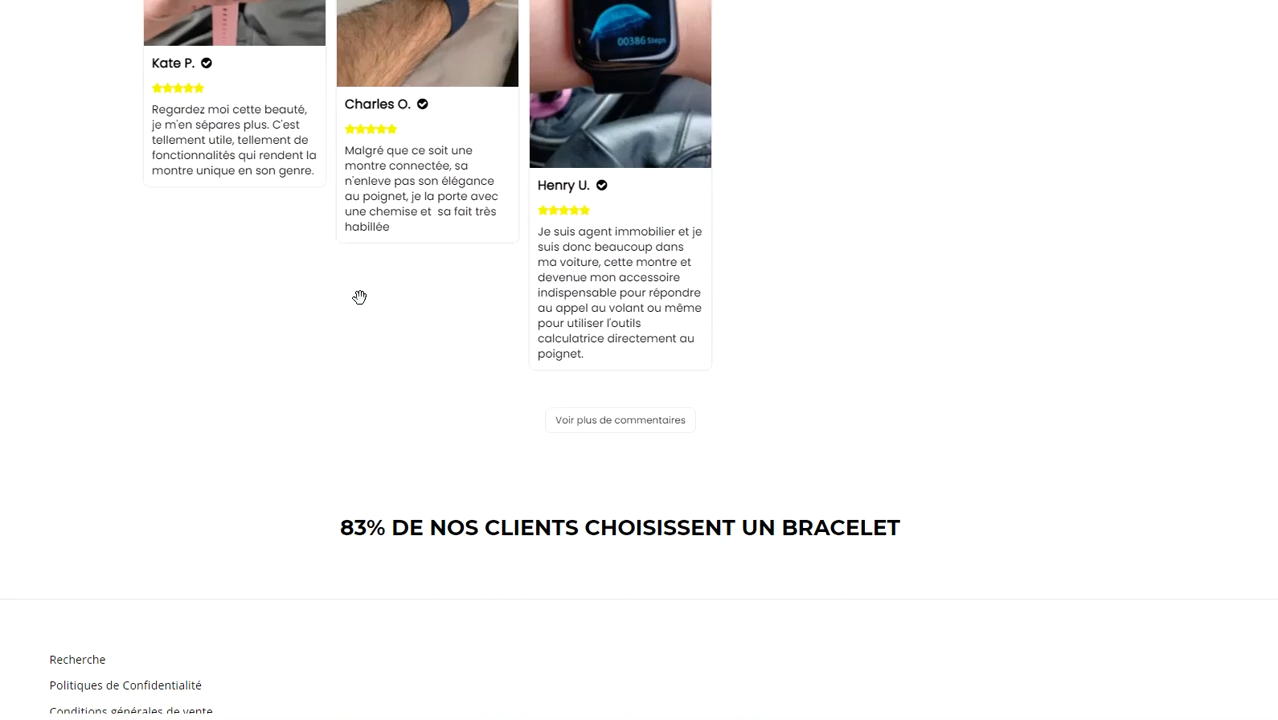 00386 Steps
Kate P.
Regardez moi cette beauté,
je m'en sépares plus. C'est
tellement utile, tellement de
fonctionnalités qui rendent la
montre unique en son genre.
Charles O.
Malgré que ce soit une
montre connectée, sa
n'enleve pas son élégance
au poignet, je la porte avec
une chemise et  sa fait très
habillée
Henry U.
Je suis agent immobilier et je
suis donc beaucoup dans
ma voiture, cette montre et
devenue mon accessoire
indispensable pour répondre
au appel au volant ou même
pour utiliser l'outils
calculatrice directement au
poignet.
Voir plus de commentaires
83% DE NOS CLIENTS CHOISISSENT UN BRACELET
Recherche
Politiques de Confidentialité
Conditions générales de vente